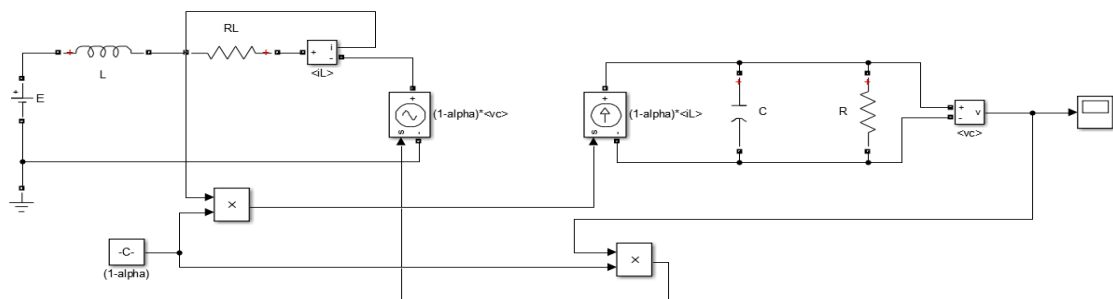 RL
i
+
-
L
<iL>
E
+
+
(1-alpha)*<vc>
s
-
+
(1-alpha)*<iL>
s
-
C
R
+
-
v
<vc>
×
-C-
(1-alpha)
×